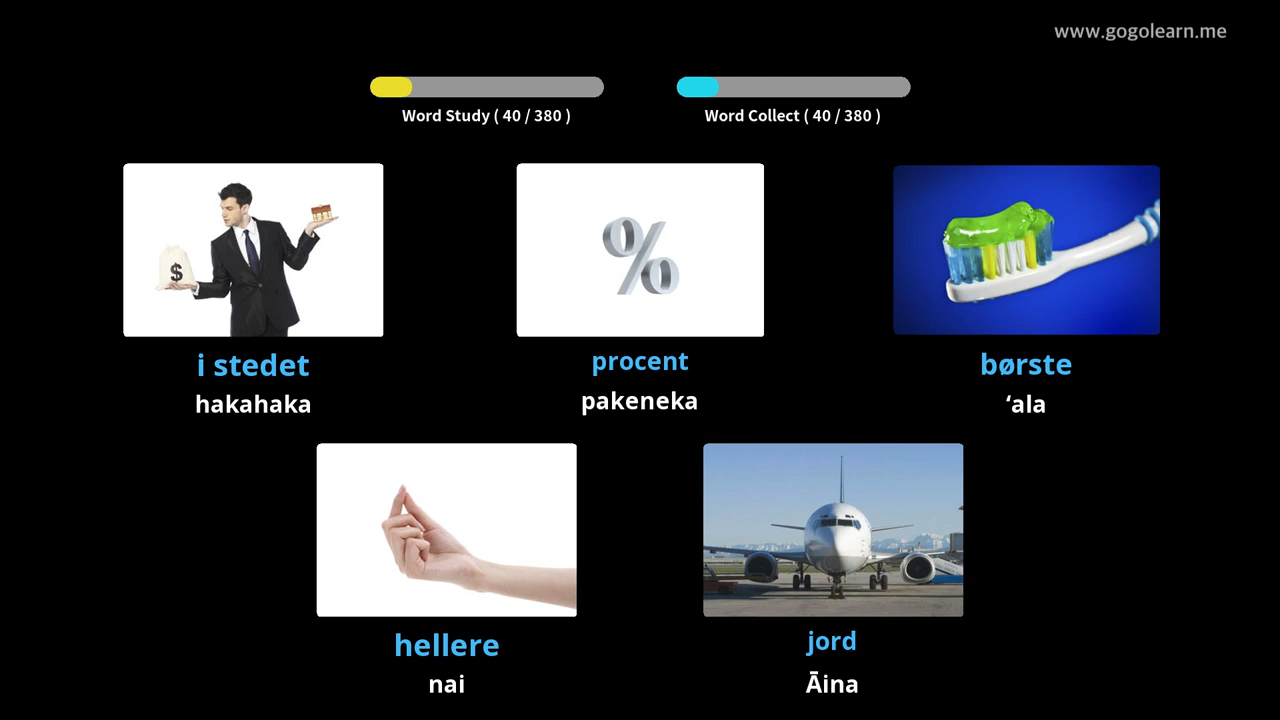 www.gogolearn.me
Word Study ( 40 / 380 )
Word Collect ( 40 / 380 )
$
%
i stedet
hakahaka
procent
pakeneka
børste
ʻala
hellere
nai
jord
Āina